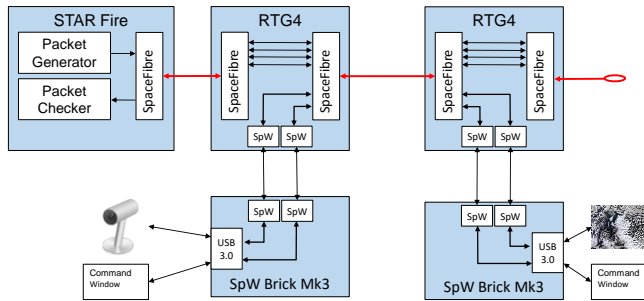 STAR Fire
Packet
Generator
Packet
Checker
SpaceFibre
RTG4
SpaceFibre
SpaceFibre
SpW
SpW
RTG4
SpaceFibre
SpaceFibre
SpW
SpW
SpW
SpW
USB
3.0
SpW Brick Mk3
Command
Window
SpW
SpW
USB
3.0
SpW Brick Mk3
Command
Window